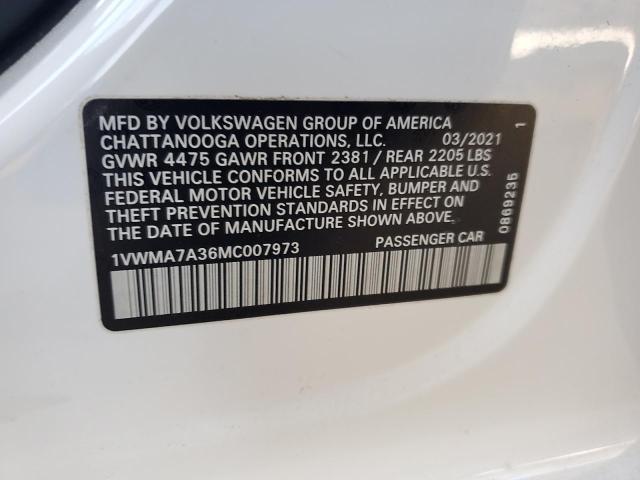 MFD BY VOLKSWAGEN GROUP OF AMERICA
CHATTANOOGA OPERATIONS, LLC. 03/2021
GVWR 4475 GAWR FRONT 2381 / REAR 2205 LBS
THIS VEHICLE CONFORMS TO ALL APPLICABLE U.S.
FEDERAL MOTOR VEHICLE SAFETY, BUMPER AND
THEFT PREVENTION STANDARDS IN EFFECT ON
THE DATE OF MANUFACTURE SHOWN ABOVE.
1VWMA7A36MC007973 PASSENGER CAR
0869235 1